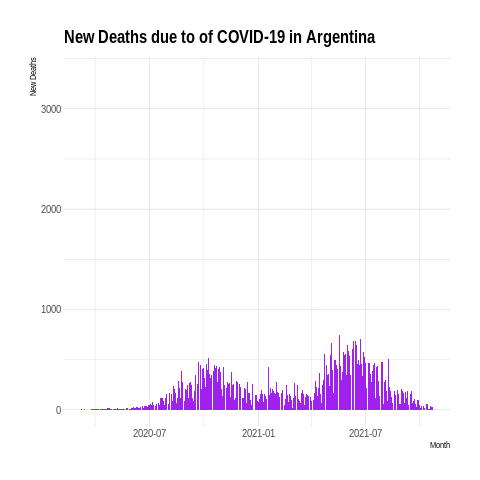 New Deaths due to of COVID-19 in Argentina
New Deaths
3000
2000
1000
0
2020-07
2021-01
2021-07
Month